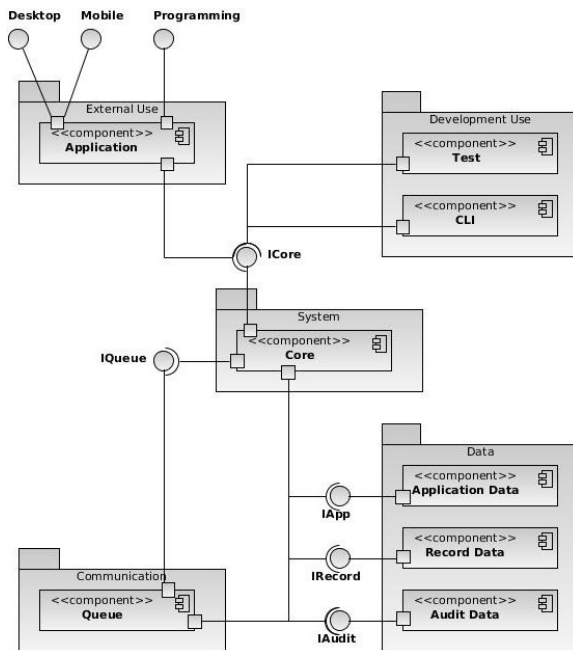 Desktop
Mobile
Programming
External Use
<<component>>
Application
Development Use
<<component>>
Test
<<component>>
CLI
ICore
System
<<component>>
Core
IQueue
Data
<<component>>
Application Data
IApp
<<component>>
Record Data
IRecord
Communication
<<component>>
Queue
<<component>>
Audit Data
IAudit